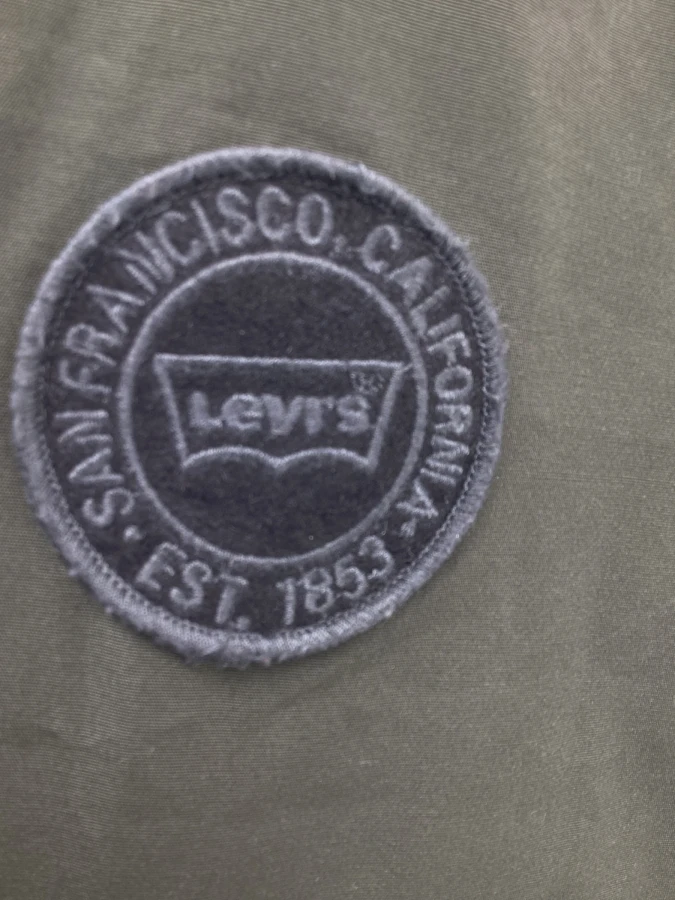 SAN FRANCISCO, CALIFORNIA
LEVI'S ®
• EST. 1853 •